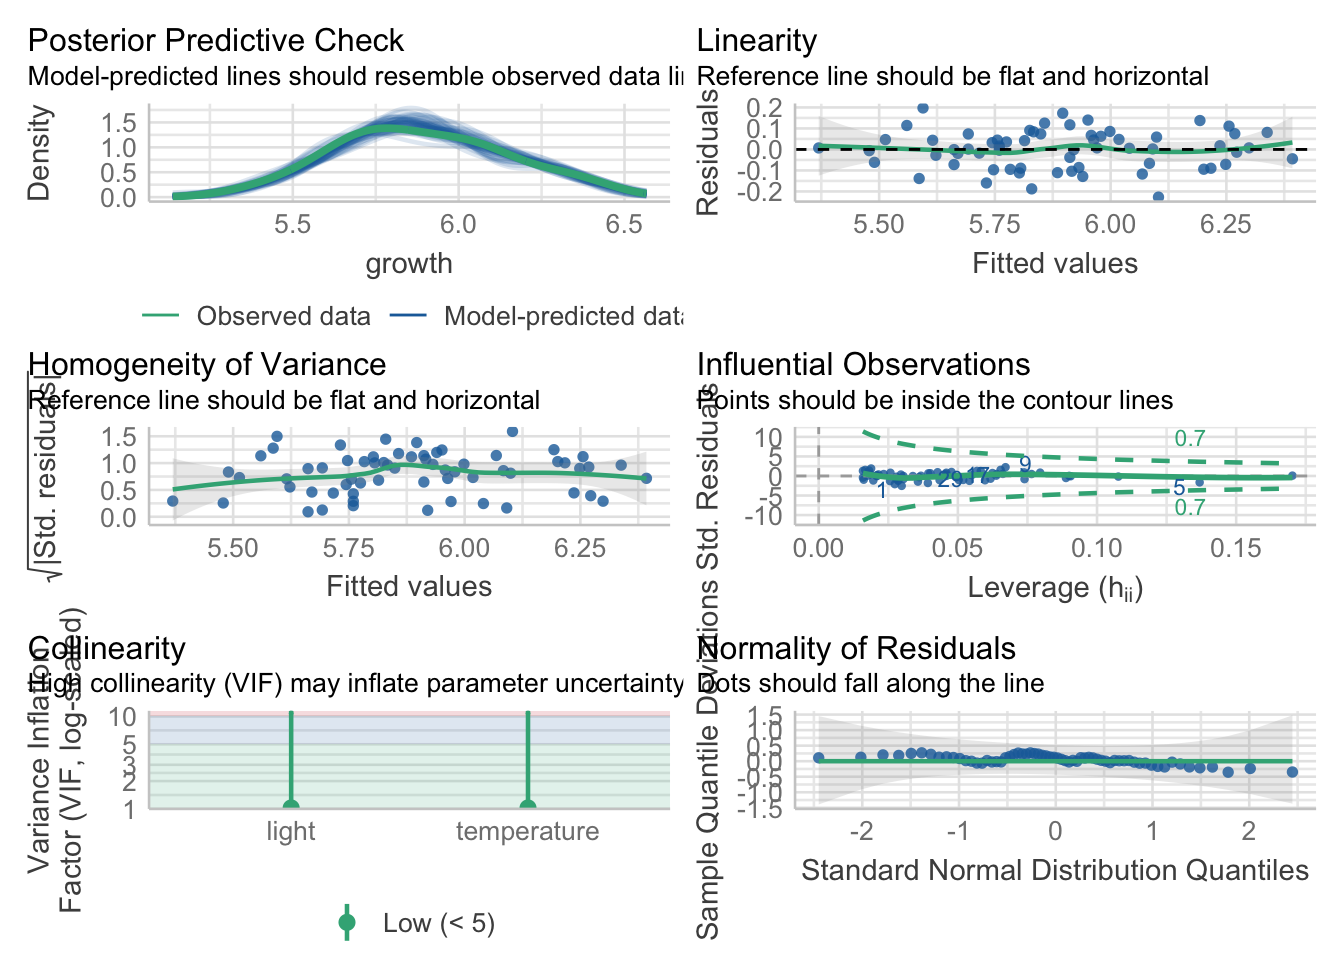 Posterior Predictive Check
Model-predicted lines should resemble observed data li
Density
1.5
1.0
0.5
0.0
5.5 6.0 6.5
growth
Observed data Model-predicted data
Linearity
Reference line should be flat and horizontal
Residuals
0.2
0.1
0.0
-0.1
-0.2
5.50 5.75 6.00 6.25
Fitted values
Homogeneity of Variance
Reference line should be flat and horizontal
√|Std. residuals|
1.5
1.0
0.5
0.0
5.50 5.75 6.00 6.25
Fitted values
Influential Observations
Points should be inside the contour lines
Std. Residuals
10
5
0
-5
-10
0.7
9
1
5
0.7
0.00 0.05 0.10 0.15
Leverage (hii)
Collinearity
High collinearity (VIF) may inflate parameter uncertainty
Variance Inflation
Factor (VIF, log-scaled)
10
5
3
2
1
light temperature
Low (< 5)
Normality of Residuals
Dots should fall along the line
Sample Quantile Deviations
1.5
1.0
0.5
0.0
-0.5
-1.0
-1.5
-2 -1 0 1 2
Standard Normal Distribution Quantiles